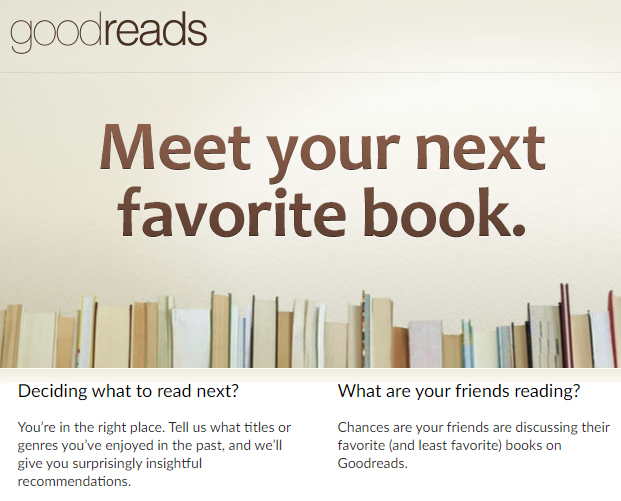 goodreads
Meet your next
favorite book.
Deciding what to read next?
You're in the right place. Tell us what titles or
genres you've enjoyed in the past, and we'll
give you surprisingly insightful
recommendations.
What are your friends reading?
Chances are your friends are discussing their
favorite (and least favorite) books on
Goodreads.